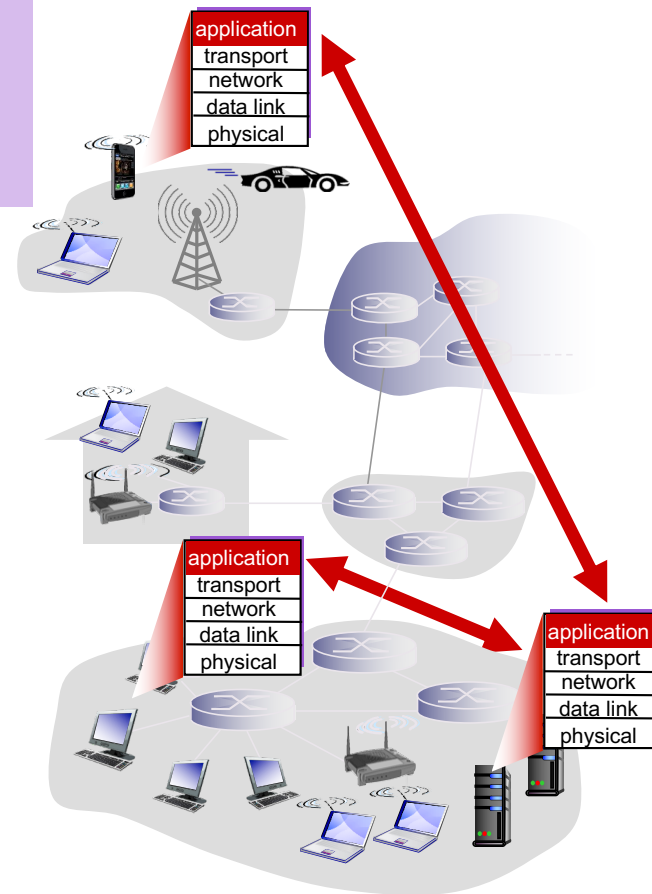 application
transport
network
data link
physical
application
transport
network
data link
physical
application
transport
network
data link
physical